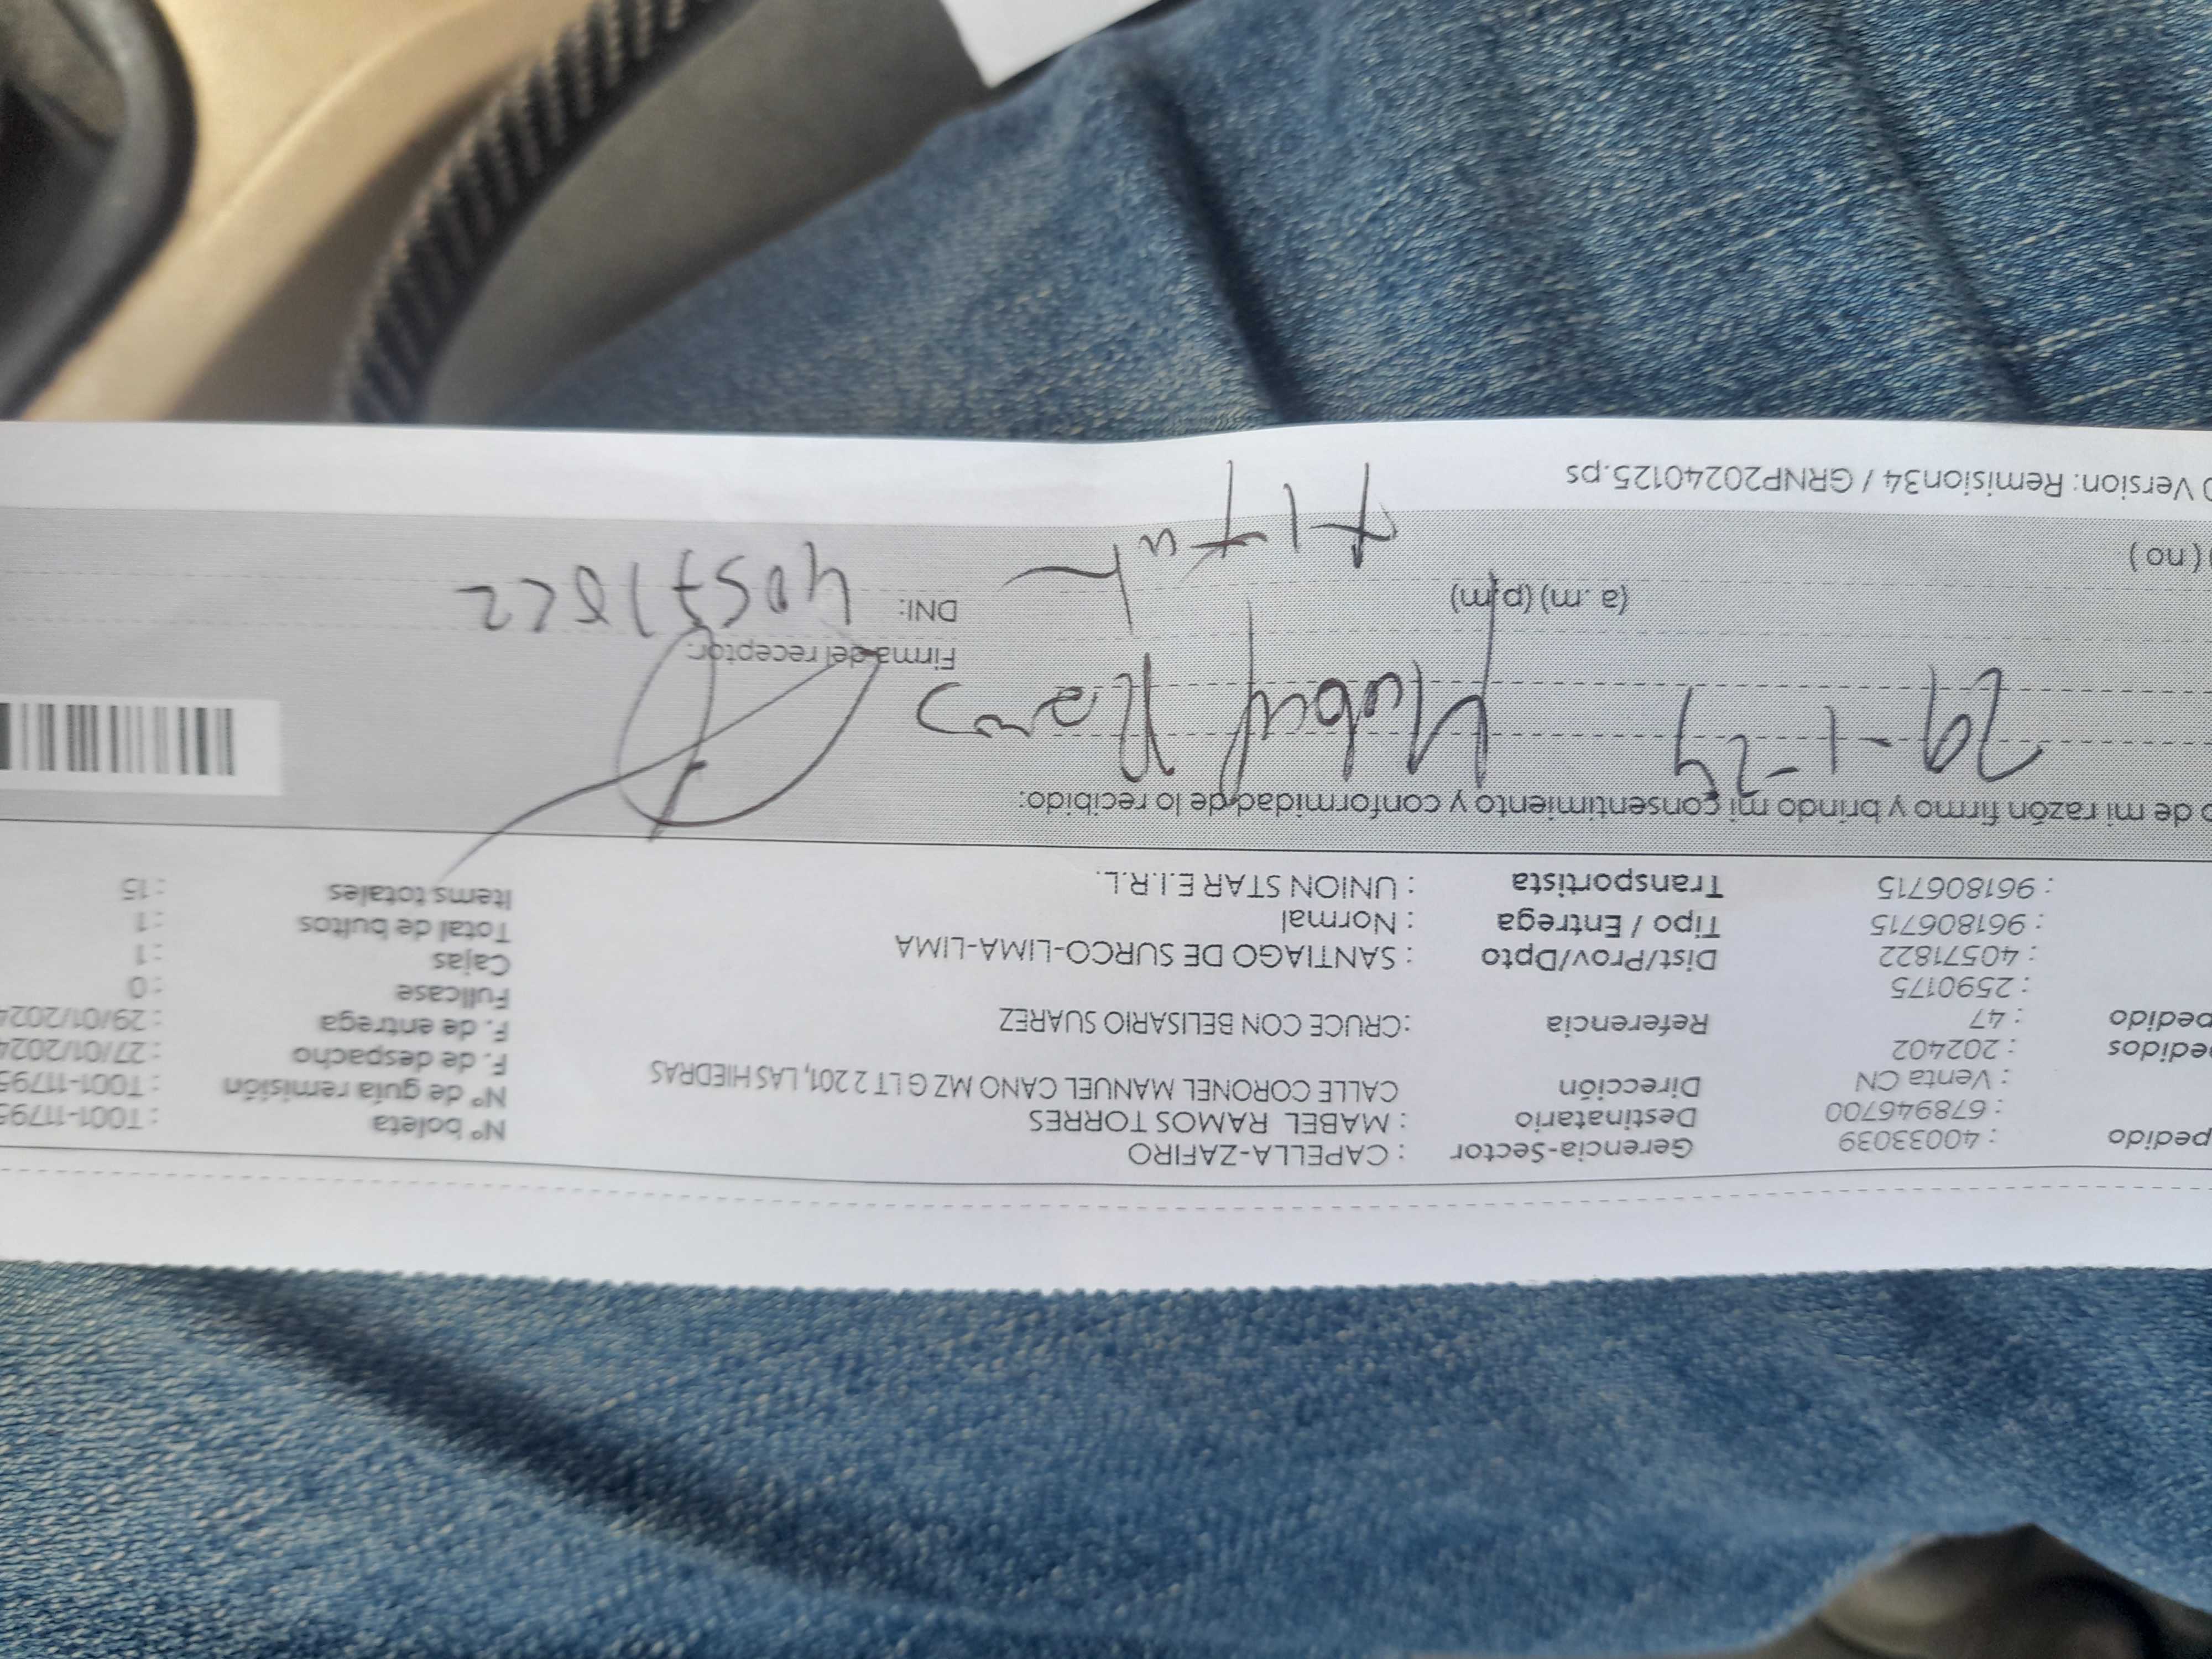 pedido : 40033039 Gerencia-Sector : CAPELLA-ZAFIRO Nº boleta : T001-11795
: 678946700 Destinatario : MABEL RAMOS TORRES Nº de guía remisión : T001-11795
: Venta CN Dirección CALLE CORONEL MANUEL CANO MZ G LT 2 201, LAS HIEDRAS F. de despacho : 27/01/2024
pedidos : 202402 F. de entrega : 29/01/2024
pedido : 47 Referencia : CRUCE CON BELISARIO SUAREZ Fullcase : 0
: 2590175 Cajas : 1
: 40571822 Dist/Prov/Dpto : SANTIAGO DE SURCO-LIMA-LIMA Total de bultos : 1
: 961806715 Tipo / Entrega : Normal Items totales : 15
: 961806715 Transportista : UNION STAR E.I.R.L.
o de mi razón firmo y brindo mi consentimiento y conformidad de lo recibido:
29-1-24 Mabel Ramos
Firma del receptor:
(a.m) (p.m) DNI: 40571822
(no)
Version: Remision34 / GRNP20240125.ps